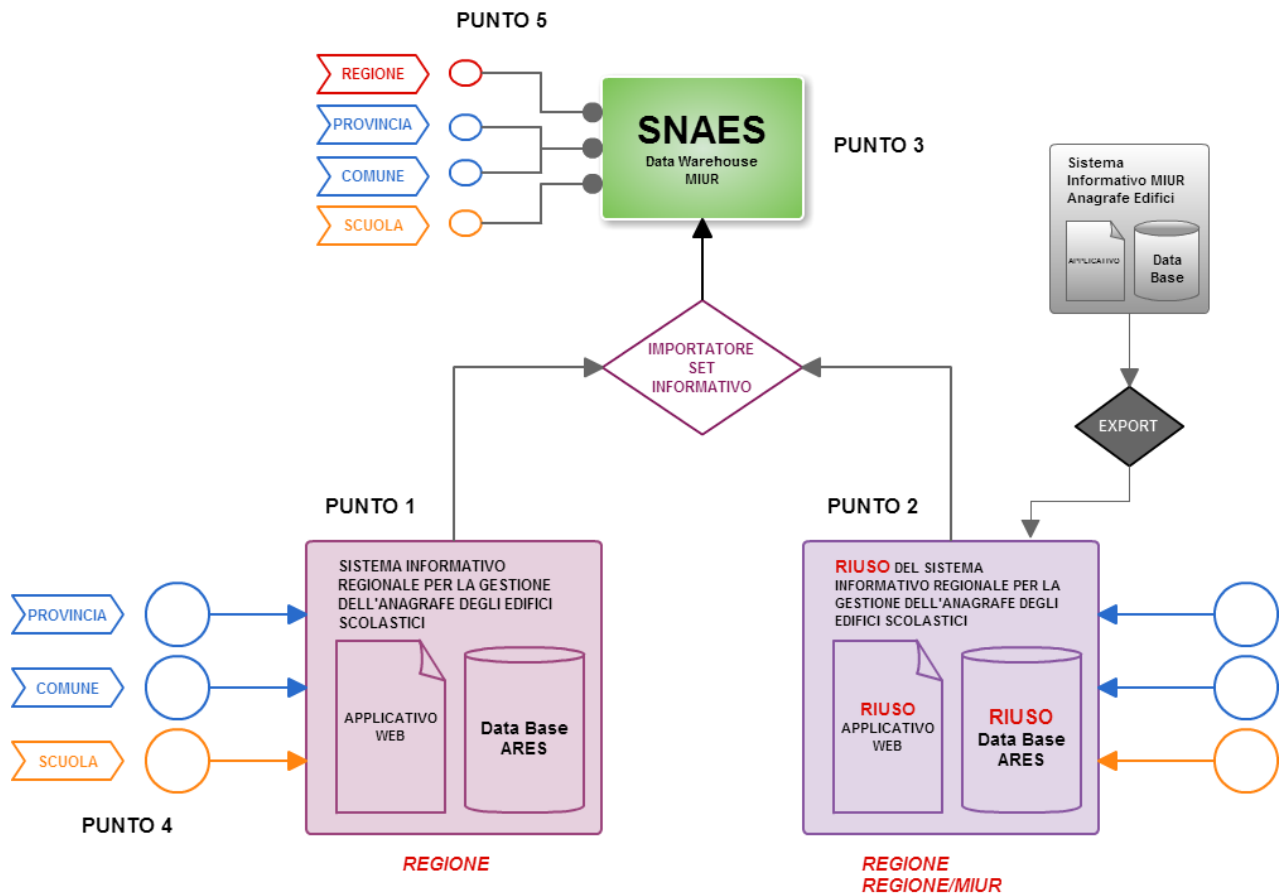 PUNTO 5
REGIONE
PROVINCIA
COMUNE
SCUOLA
SNAES
Data Warehouse
MIUR
PUNTO 3
Sistema
Informativo MIUR
Anagrafe Edifici
APPLICATIVO
Data
Base
IMPORTATORE
SET
INFORMATIVO
EXPORT
PUNTO 1
SISTEMA INFORMATIVO
REGIONALE PER LA GESTIONE
DELL'ANAGRAFE DEGLI EDIFICI
SCOLASTICI
APPLICATIVO
WEB
Data Base
ARES
PROVINCIA
COMUNE
SCUOLA
PUNTO 4
REGIONE
PUNTO 2
RIUSO DEL SISTEMA
INFORMATIVO REGIONALE PER LA
GESTIONE DELL'ANAGRAFE DEGLI
EDIFICI SCOLASTICI
RIUSO
APPLICATIVO
WEB
RIUSO
Data Base
ARES
REGIONE
REGIONE/MIUR